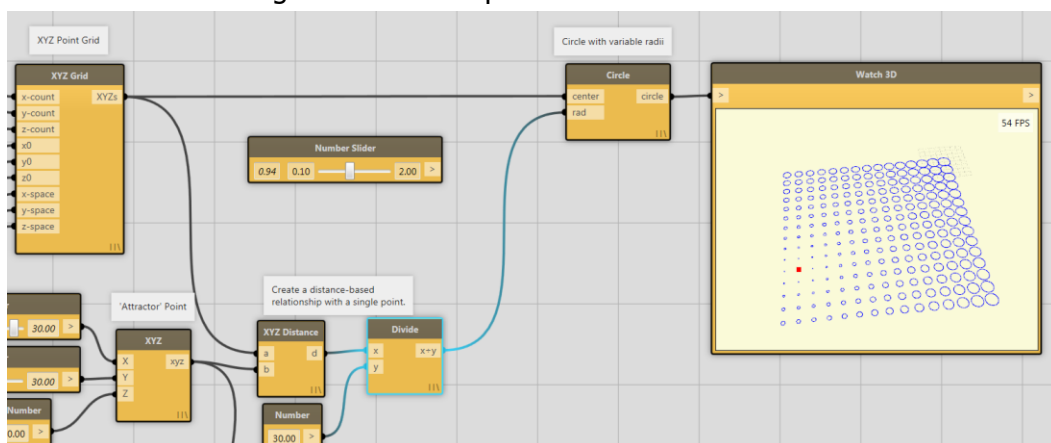 XYZ Point Grid
Circle with variable radii
XYZ Grid
x-count
XYZs
y-count
z-count
x0
y0
z0
x-space
y-space
z-space
Number Slider
0.94
0.10
2.00
>
Circle
center
circle
rad
Watch 3D
>
>
54 FPS
'Attractor' Point
Create a distance-based
relationship with a single point.
30.00
>
30.00
>
Number
>
XYZ
X
xyz
Y
Z
XYZ Distance
a
d
b
Divide
x
x÷y
y
Number
30.00
>